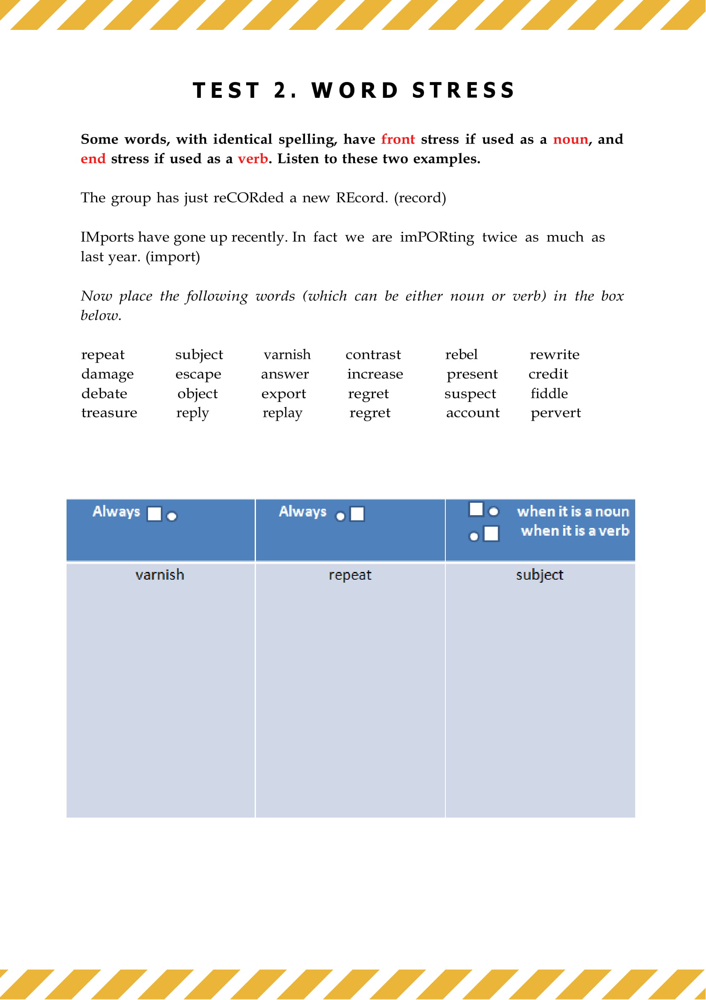 TEST 2. WORD STRESS
Some words, with identical spelling, have front stress if used as a noun, and
end stress if used as a verb. Listen to these two examples.
The group has just reCORded a new REcord. (record)
IMports have gone up recently. In fact we are imPORting twice as much as
last year. (import)
Now place the following words (which can be either noun or verb) in the box
below.
repeat subject varnish contrast rebel rewrite
damage escape answer increase present credit
debate object export regret suspect fiddle
treasure reply replay regret account pervert
Always Always when it is a noun
when it is a verb
varnish repeat subject